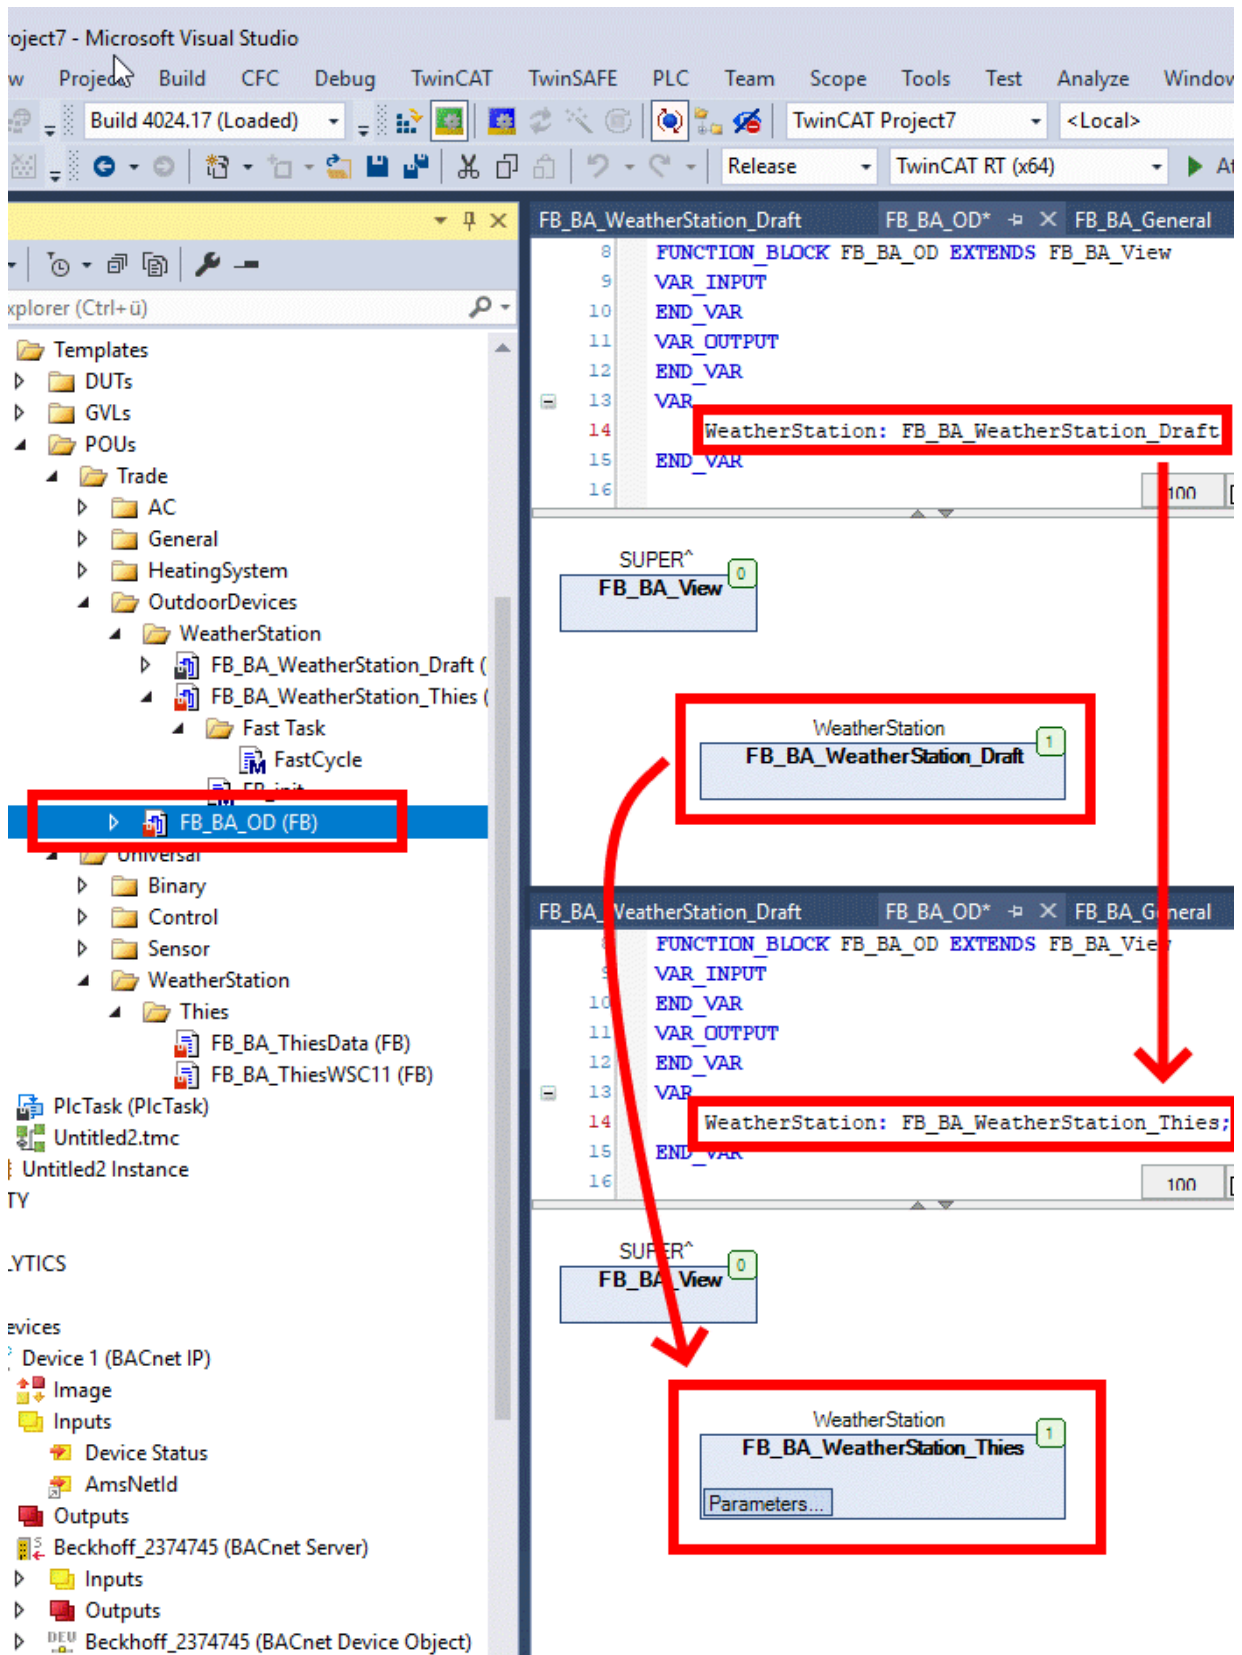 oject7 - Microsoft Visual Studio
w Project Build CFC Debug TwinCAT TwinSAFE PLC Team Scope Tools Test Analyze Window
Build 4024.17 (Loaded) TwinCAT Project7 <Local>
Release TwinCAT RT (x64) At
xplorer (Ctrl+ü)
Templates
DUTs
GVLs
POUs
Trade
AC
General
HeatingSystem
OutdoorDevices
WeatherStation
FB_BA_WeatherStation_Draft (
FB_BA_WeatherStation_Thies (
Fast Task
FastCycle
FB_init
FB_BA_OD (FB)
Universal
Binary
Control
Sensor
WeatherStation
Thies
FB_BA_ThiesData (FB)
FB_BA_ThiesWSC11 (FB)
PlcTask (PlcTask)
Untitled2.tmc
Untitled2 Instance
TY
LYTICS
evices
Device 1 (BACnet IP)
Image
Inputs
Device Status
AmsNetId
Outputs
Beckhoff_2374745 (BACnet Server)
Inputs
Outputs
Beckhoff_2374745 (BACnet Device Object)
FB_BA_WeatherStation_Draft FB_BA_OD* FB_BA_General
8 FUNCTION_BLOCK FB_BA_OD EXTENDS FB_BA_View
9 VAR_INPUT
10 END_VAR
11 VAR_OUTPUT
12 END_VAR
13 VAR
14 WeatherStation: FB_BA_WeatherStation_Draft
15 END_VAR
16
100
SUPER^
0
FB_BA_View
WeatherStation
1
FB_BA_WeatherStation_Draft
FB_BA_WeatherStation_Draft FB_BA_OD* FB_BA_General
8 FUNCTION_BLOCK FB_BA_OD EXTENDS FB_BA_View
9 VAR_INPUT
10 END_VAR
11 VAR_OUTPUT
12 END_VAR
13 VAR
14 WeatherStation: FB_BA_WeatherStation_Thies;
15 END_VAR
16
100
SUPER^
0
FB_BA_View
WeatherStation
1
FB_BA_WeatherStation_Thies
Parameters...